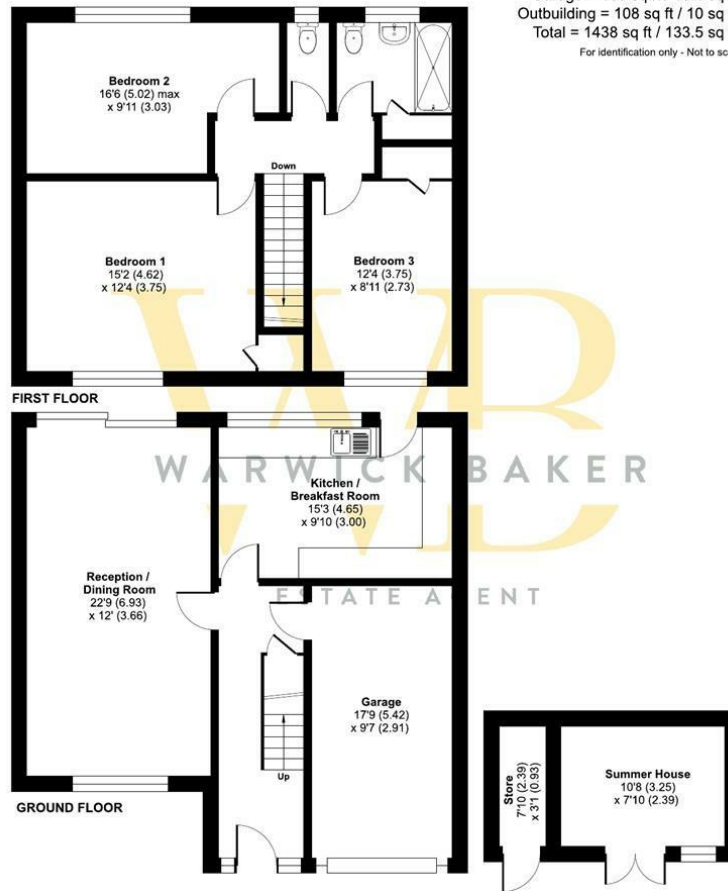 Outbuilding = 108 sq ft / 10 sq
Total = 1438 sq ft / 133.5 sq
For identification only - Not to sc
Bedroom 2
16'6 (5.02) max
x 9'11 (3.03)
Down
Bedroom 1
15'2 (4.62)
x 12'4 (3.75)
Bedroom 3
12'4 (3.75)
x 8'11 (2.73)
FIRST FLOOR
WB
WARWICK BAKER
ESTATE AGENT
Kitchen /
Breakfast Room
15'3 (4.65)
x 9'10 (3.00)
Reception /
Dining Room
22'9 (6.93)
x 12' (3.66)
Garage
17'9 (5.42)
x 9'7 (2.91)
Up
GROUND FLOOR
Store
7'10 (2.39)
x 3'1 (0.93)
Summer House
10'8 (3.25)
x 7'10 (2.39)